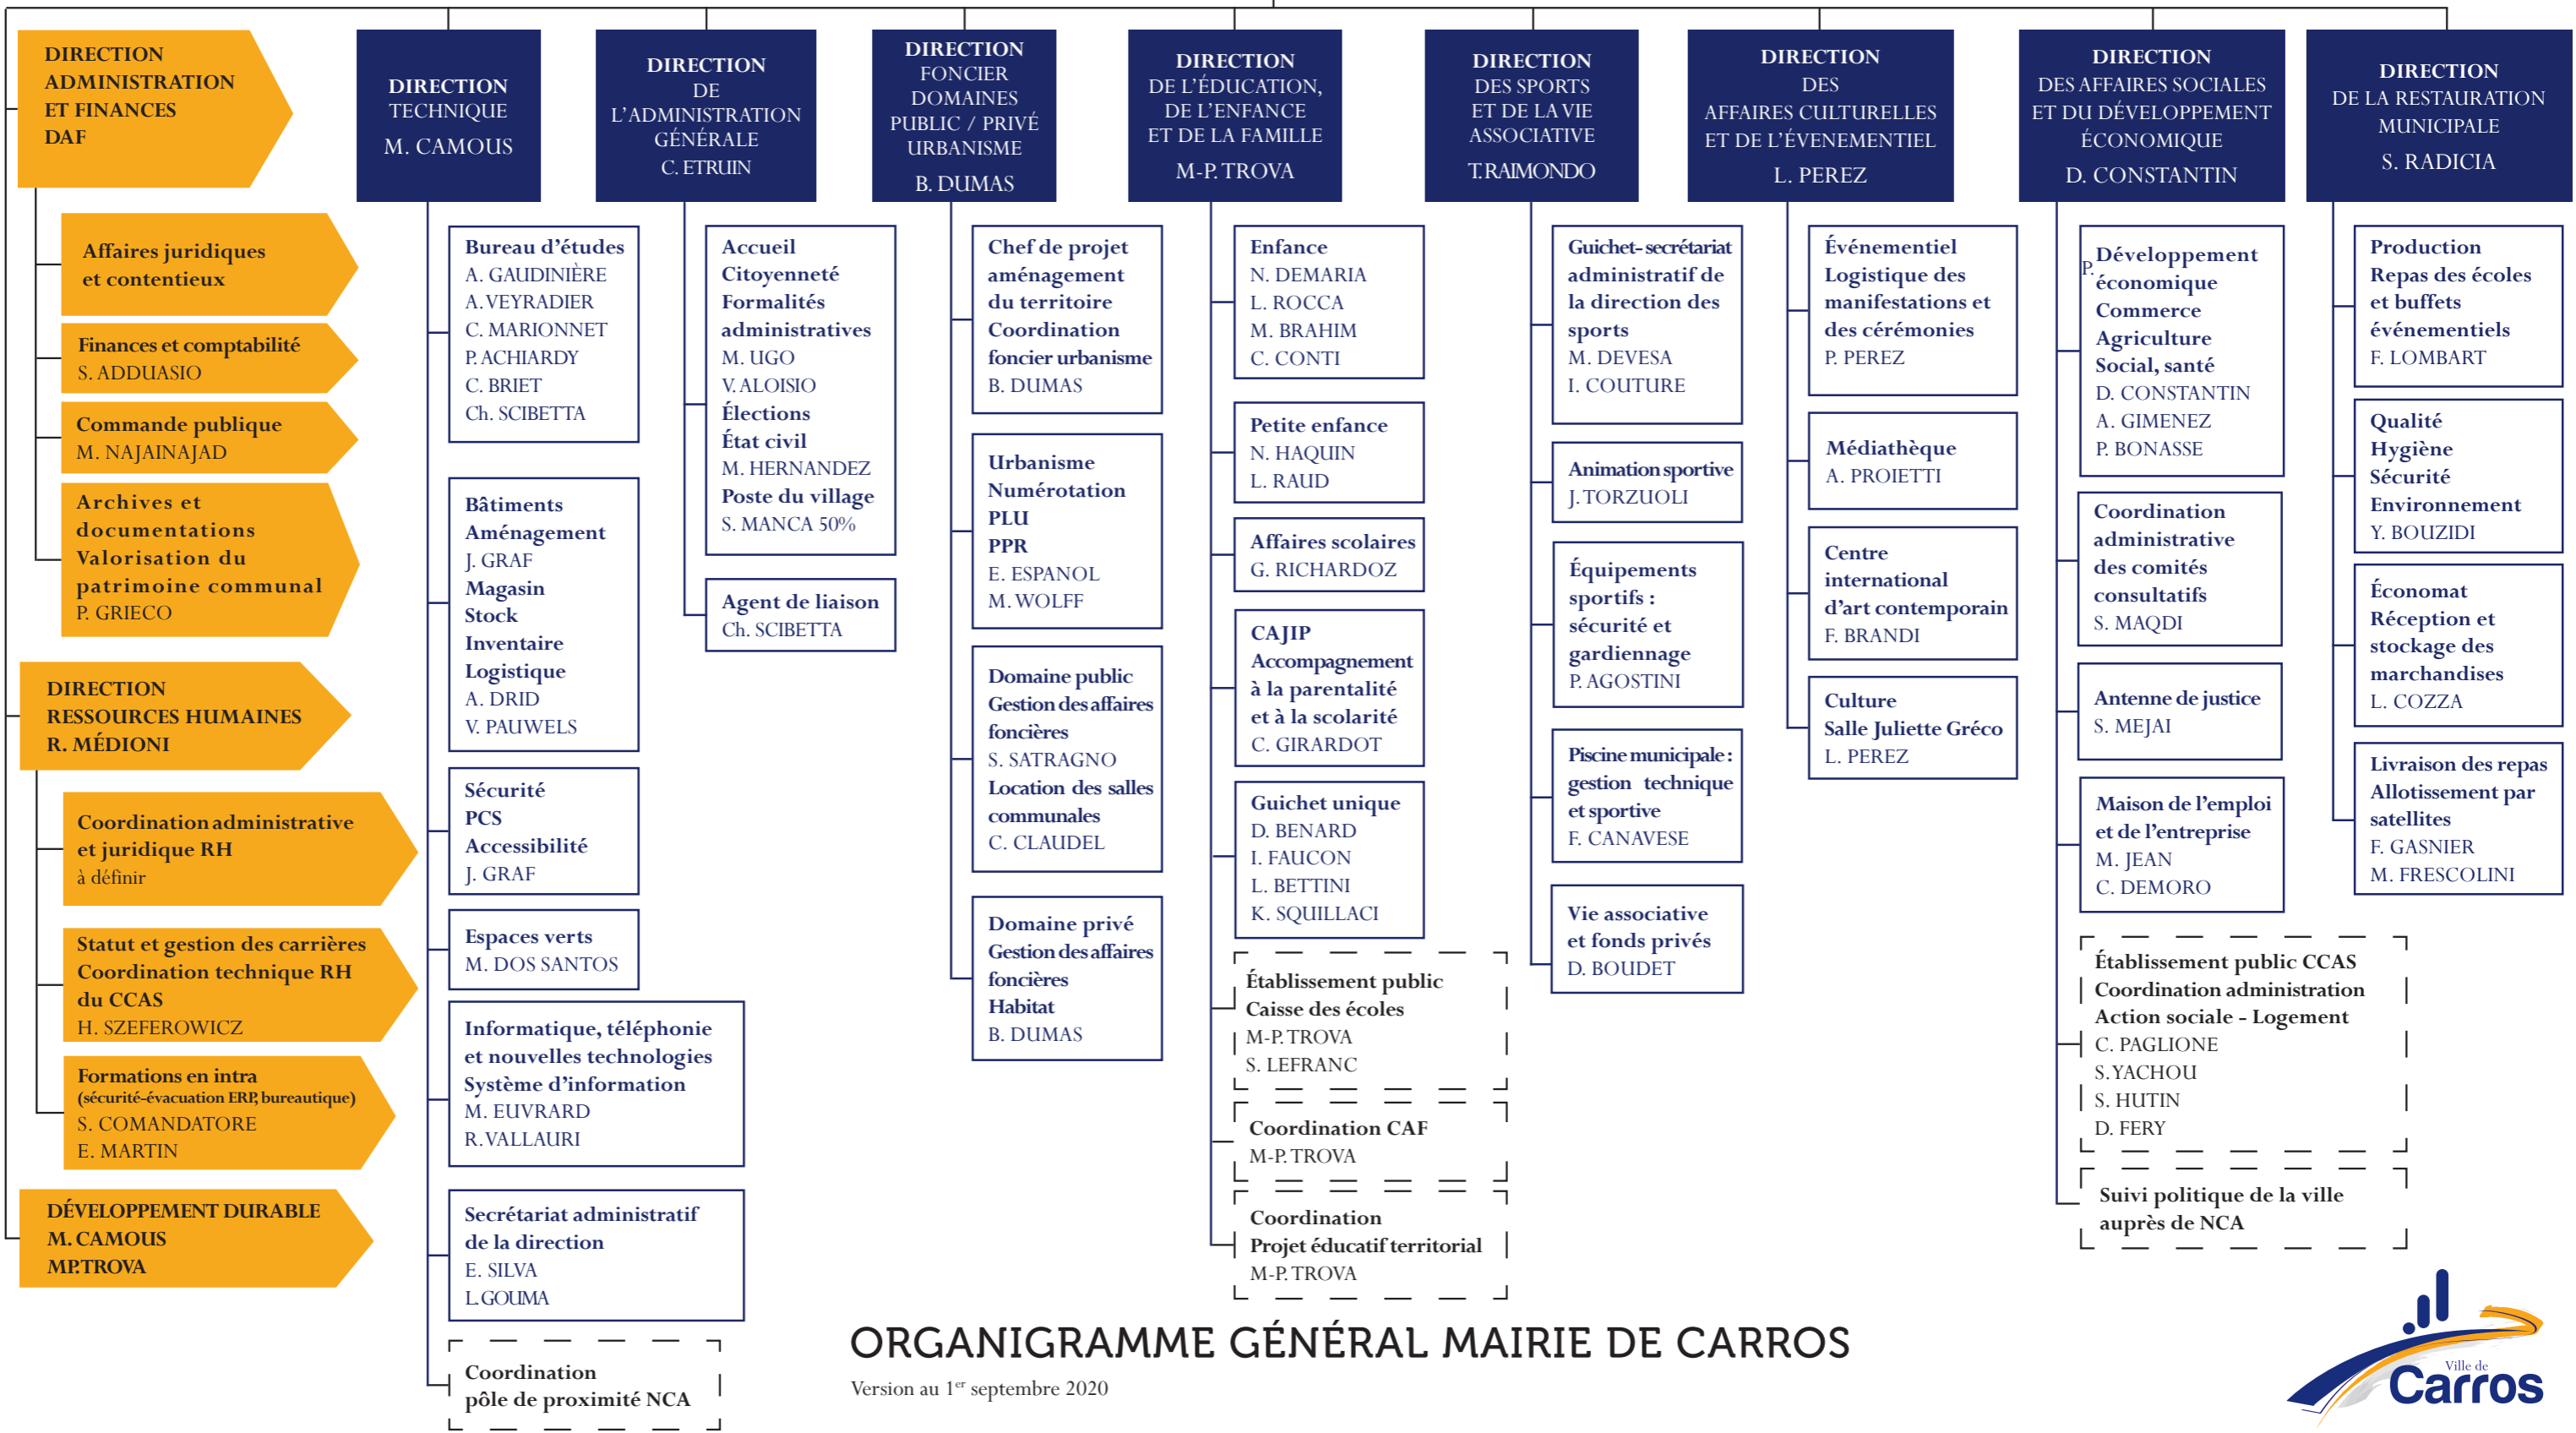 DIRECTION
ADMINISTRATION
ET FINANCES
DAF
Affaires juridiques
et contentieux
Finances et comptabilité
S. ADDUASIO
Commande publique
M. NAJAINAJAD
Archives et
documentations
Valorisation du
patrimoine communal
P. GRIECO
DIRECTION
RESSOURCES HUMAINES
R. MÉDIONI
Coordination administrative
et juridique RH
à définir
Statut et gestion des carrières
Coordination technique RH
du CCAS
H. SZEFEROWICZ
Formations en intra
(sécurité-évacuation ERP, bureautique)
S. COMANDATORE
E. MARTIN
DÉVELOPPEMENT DURABLE
M. CAMOUS
MP.TROVA
DIRECTION
TECHNIQUE
M. CAMOUS
Bureau d'études
A. GAUDINIÈRE
A. VEYRADIER
C. MARIONNET
P. ACHIARDY
C. BRIET
Ch. SCIBETTA
Bâtiments
Aménagement
J. GRAF
Magasin
Stock
Inventaire
Logistique
A. DRID
V. PAUWELS
Sécurité
PCS
Accessibilité
J. GRAF
Espaces verts
M. DOS SANTOS
Informatique, téléphonie
et nouvelles technologies
Système d'information
M. EUVRARD
R. VALLAURI
Secrétariat administratif
de la direction
E. SILVA
L. GOUMA
Coordination
pôle de proximité NCA
DIRECTION
DE
L'ADMINISTRATION
GÉNÉRALE
C. ETRUIN
Accueil
Citoyenneté
Formalités
administratives
M. UGO
V. ALOISIO
Élections
État civil
M. HERNANDEZ
Poste du village
S. MANCA 50%
Agent de liaison
Ch. SCIBETTA
DIRECTION
FONCIER
DOMAINES
PUBLIC / PRIVÉ
URBANISME
B. DUMAS
Chef de projet
aménagement
du territoire
Coordination
foncier urbanisme
B. DUMAS
Urbanisme
Numérotation
PLU
PPR
E. ESPANOL
M. WOLFF
Domaine public
Gestion des affaires
foncières
S. SATRAGNO
Location des salles
communales
C. CLAUDEL
Domaine privé
Gestion des affaires
foncières
Habitat
B. DUMAS
DIRECTION
DE L'ÉDUCATION,
DE L'ENFANCE
ET DE LA FAMILLE
M-P. TROVA
Enfance
N. DEMARIA
L. ROCCA
M. BRAHIM
C. CONTI
Petite enfance
N. HAQUIN
L. RAUD
Affaires scolaires
G. RICHARDOZ
CAJIP
Accompagnement
à la parentalité
et à la scolarité
C. GIRARDOT
Guichet unique
D. BENARD
I. FAUCON
L. BETTINI
K. SQUILLACI
Établissement public
Caisse des écoles
M-P. TROVA
S. LEFRANC
Coordination CAF
M-P. TROVA
Coordination
Projet éducatif territorial
M-P. TROVA
DIRECTION
DES SPORTS
ET DE LA VIE
ASSOCIATIVE
T. RAIMONDO
Guichet- secrétariat
administratif de
la direction des
sports
M. DEVESA
I. COUTURE
Animation sportive
J. TORZUOLI
Équipements
sportifs :
sécurité et
gardiennage
P. AGOSTINI
Piscine municipale :
gestion technique
et sportive
F. CANAVESE
Vie associative
et fonds privés
D. BOUDET
DIRECTION
DES
AFFAIRES CULTURELLES
ET DE L'ÉVENEMENTIEL
L. PEREZ
Événementiel
Logistique des
manifestations et
des cérémonies
P. PEREZ
Médiathèque
A. PROIETTI
Centre
international
d'art contemporain
F. BRANDI
Culture
Salle Juliette Gréco
L. PEREZ
DIRECTION
DES AFFAIRES SOCIALES
ET DU DÉVELOPPEMENT
ÉCONOMIQUE
D. CONSTANTIN
P.
Développement
économique
Commerce
Agriculture
Social, santé
D. CONSTANTIN
A. GIMENEZ
P. BONASSE
Coordination
administrative
des comités
consultatifs
S. MAQDI
Antenne de justice
S. MEJAI
Maison de l'emploi
et de l'entreprise
M. JEAN
C. DEMORO
Établissement public CCAS
Coordination administration
Action sociale - Logement
C. PAGLIONE
S. YACHOU
S. HUTIN
D. FERY
Suivi politique de la ville
auprès de NCA
DIRECTION
DE LA RESTAURATION
MUNICIPALE
S. RADICIA
Production
Repas des écoles
et buffets
événementiels
F. LOMBART
Qualité
Hygiène
Sécurité
Environnement
Y. BOUZIDI
Économat
Réception et
stockage des
marchandises
L. COZZA
Livraison des repas
Allotissement par
satellites
F. GASNIER
M. FRESCOLINI
ORGANIGRAMME GÉNÉRAL MAIRIE DE CARROS
Version au 1er septembre 2020
Ville de
Carros